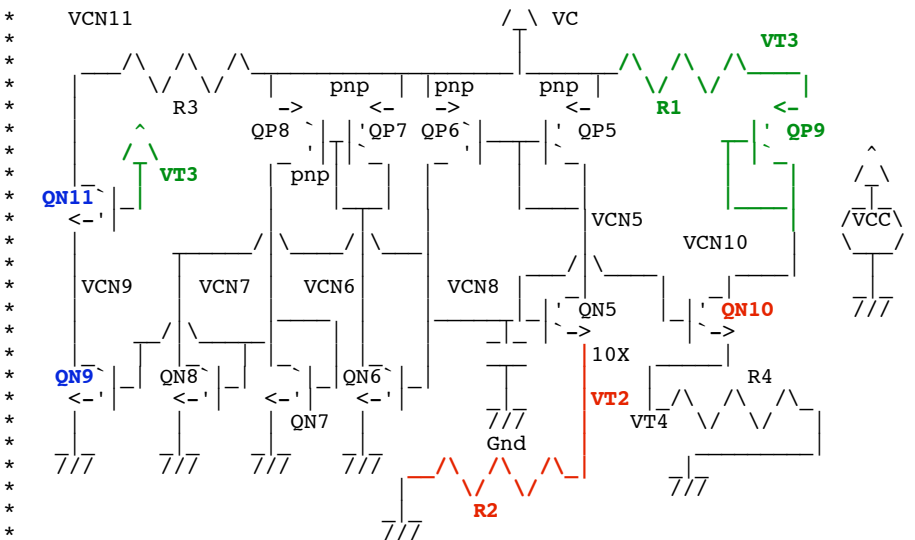 VCN11 VC
VT3
pnp pnp pnp
R3 R1
QP8 QP7 QP6 QP5 QP9
VT3 pnp
QN11
VCN5 VCC
VCN10
VCN9 VCN7 VCN6 VCN8
QN5 QN10
10X
QN9 QN8 QN6 R4
VT2
QN7 VT4
Gnd
R2